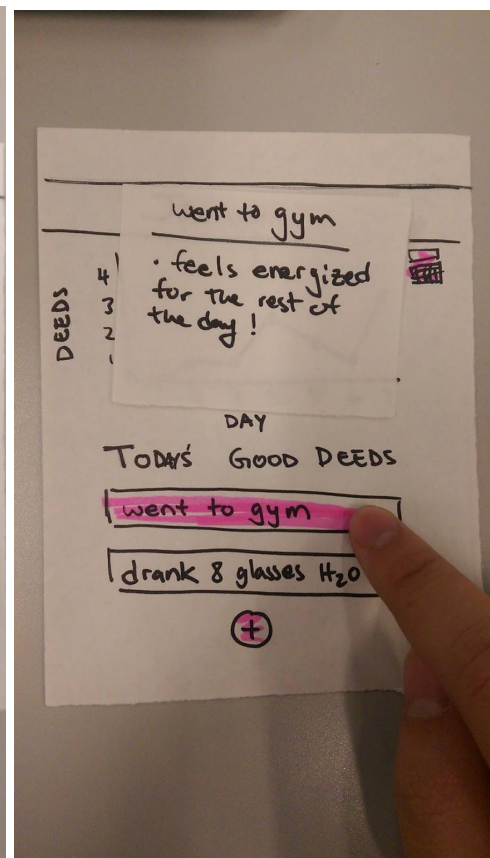 went to gym
• feels energized
for the rest of
the day!
DEEDS
4
3
2
1
DAY
TODAY'S GOOD DEEDS
went to gym
drank 8 glasses H₂O
+